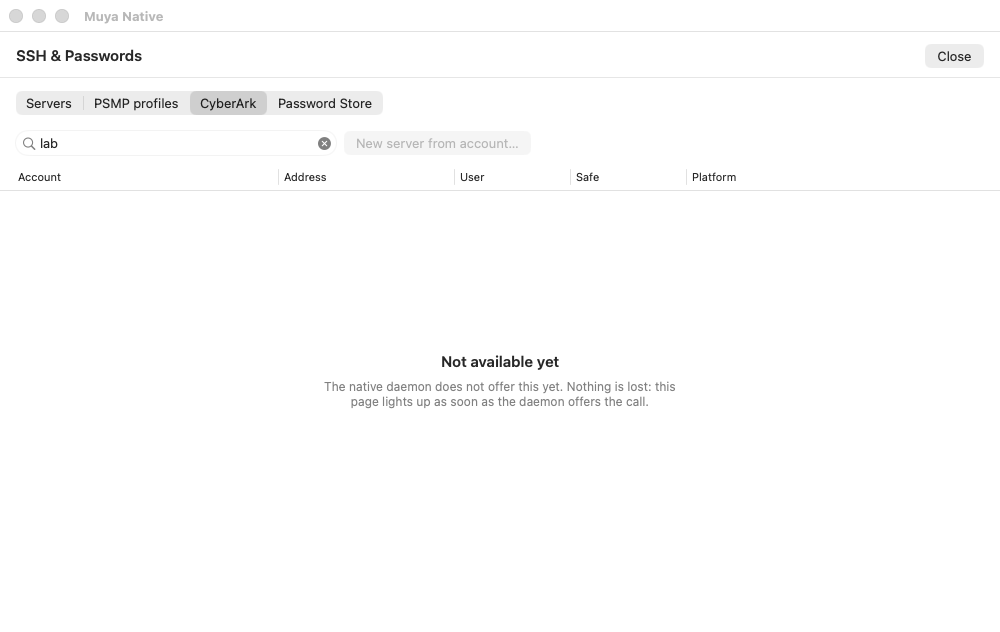 Muya Native
SSH & Passwords
Close
Servers
PSMP profiles
CyberArk
Password Store
lab
New server from account...
Account
Address
User
Safe
Platform
Not available yet
The native daemon does not offer this yet. Nothing is lost: this
page lights up as soon as the daemon offers the call.